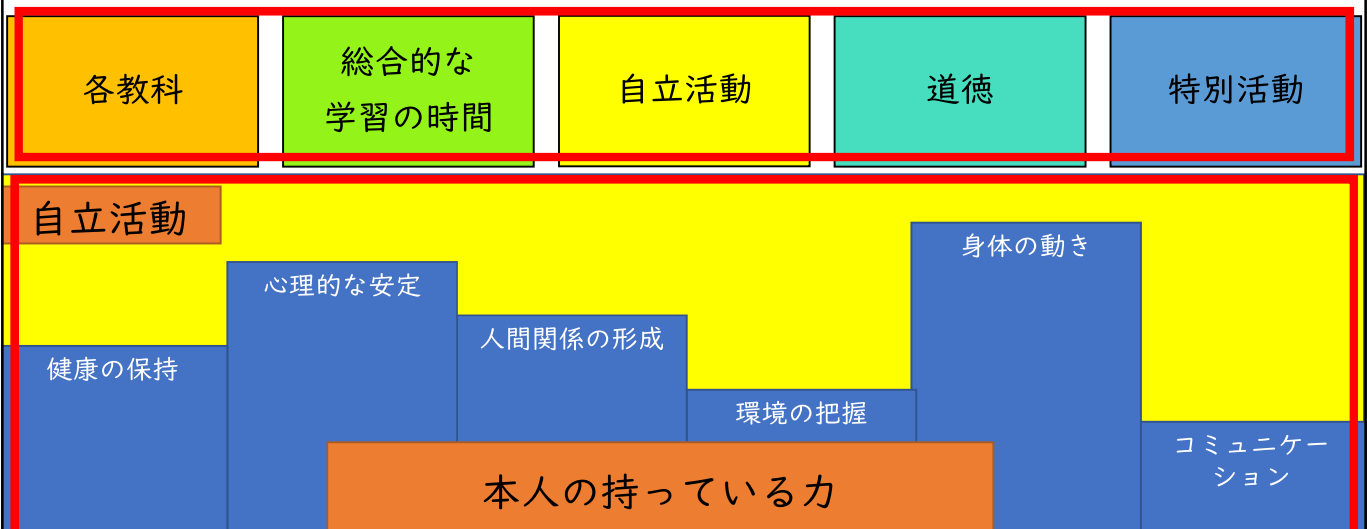 各教科
総合的な
学習の時間
自立活動
道徳
特別活動
自立活動
身体の動き
心理的な安定
人間関係の形成
健康の保持
環境の把握
コミュニケー
ション
本人の持っている力